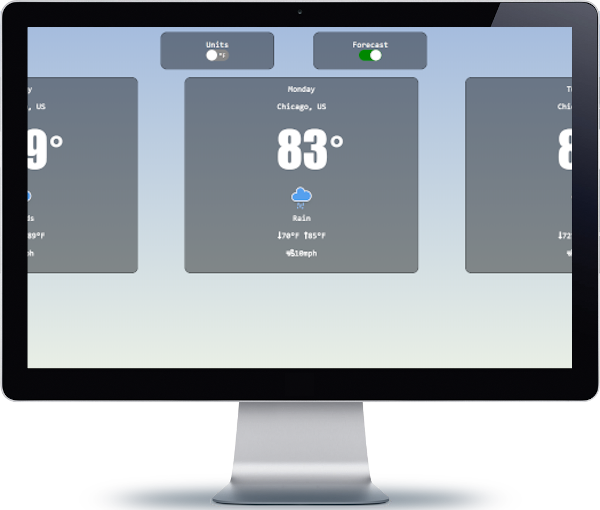 Units
°F
Forecast
y
, US
9°
ds
89°F
ph
Monday
Chicago, US
83°
Rain
↓70°F ↑85°F
10mph
T
Chi
8
↓72